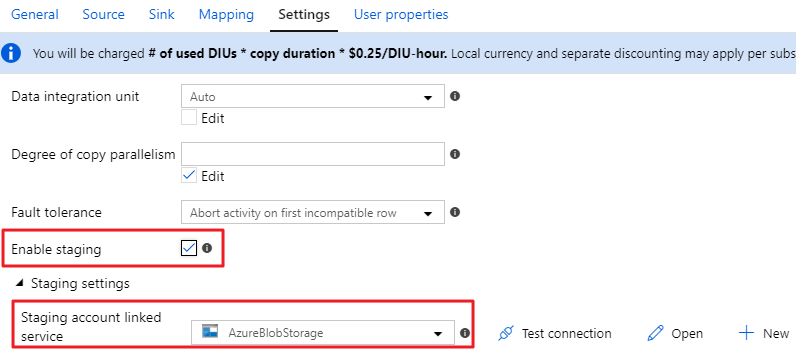 General Source Sink Mapping Settings User properties
You will be charged # of used DIUs * copy duration * $0.25/DIU-hour. Local currency and separate discounting may apply per subs
Data integration unit Auto
Edit
Degree of copy parallelism
Edit
Fault tolerance Abort activity on first incompatible row
Enable staging
Staging settings
Staging account linked
service AzureBlobStorage Test connection Open New